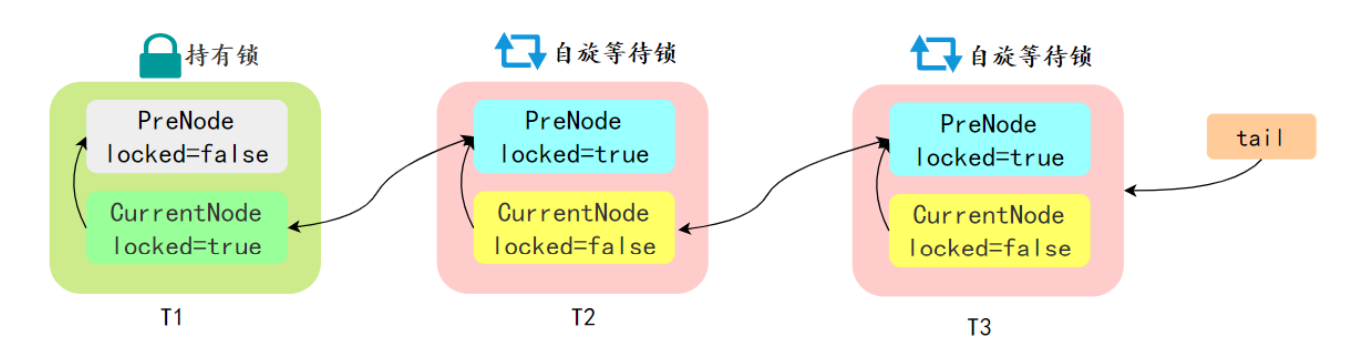 持有锁
自旋等待锁
自旋等待锁
PreNode
locked=false
CurrentNode
locked=true
T1
PreNode
locked=true
CurrentNode
locked=false
T2
PreNode
locked=true
CurrentNode
locked=false
T3
tail